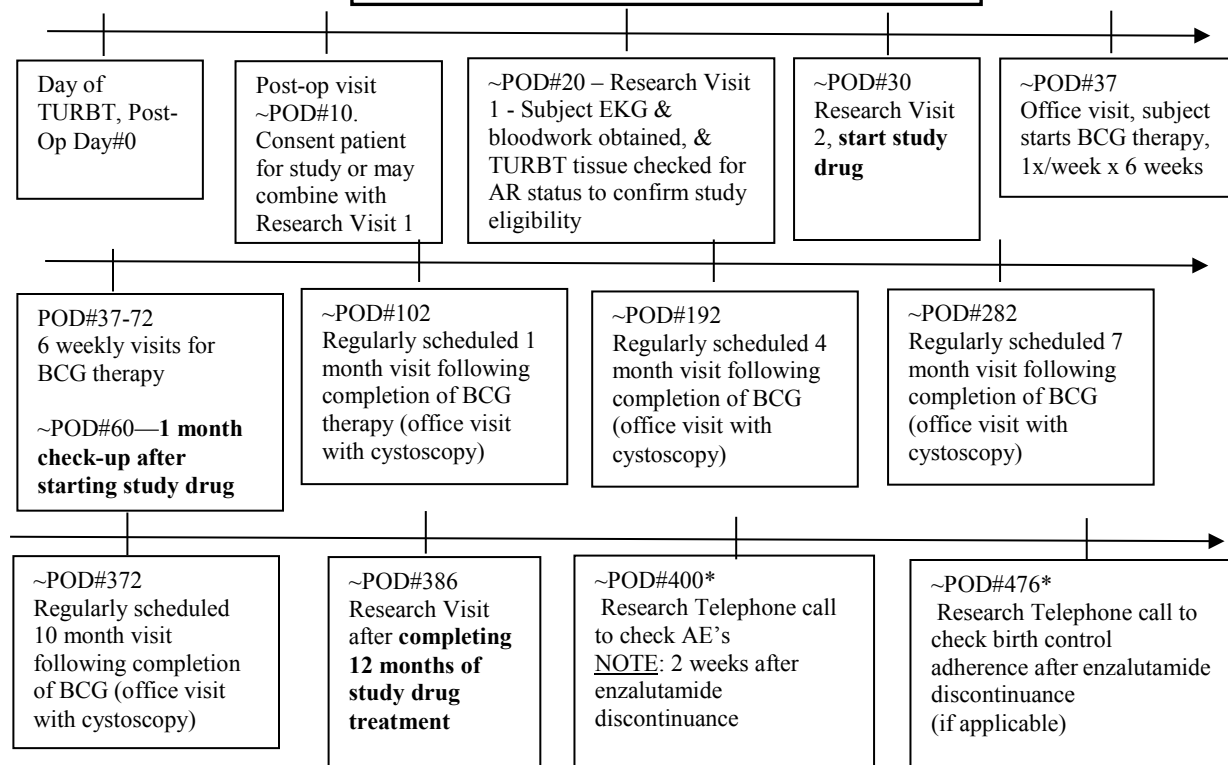 Day of
TURBT, Post-
Op Day#0
Post-op visit
~POD#10.
Consent patient
for study or may
combine with
Research Visit 1
~POD#20 – Research Visit
1 - Subject EKG &
bloodwork obtained, &
TURBT tissue checked for
AR status to confirm study
eligibility
~POD#30
Research Visit
2, start study
drug
~POD#37
Office visit, subject
starts BCG therapy,
1x/week x 6 weeks
POD#37-72
6 weekly visits for
BCG therapy
~POD#60—1 month
check-up after
starting study drug
~POD#102
Regularly scheduled 1
month visit following
completion of BCG
therapy (office visit
with cystoscopy)
~POD#192
Regularly scheduled 4
month visit following
completion of BCG
(office visit with
cystoscopy)
~POD#282
Regularly scheduled 7
month visit following
completion of BCG
(office visit with
cystoscopy)
~POD#372
Regularly scheduled
10 month visit
following completion
of BCG (office visit
with cystoscopy)
~POD#386
Research Visit
after completing
12 months of
study drug
treatment
~POD#400*
Research Telephone call
to check AE's
NOTE: 2 weeks after
enzalutamide
discontinuance
~POD#476*
Research Telephone call to
check birth control
adherence after enzalutamide
discontinuance
(if applicable)